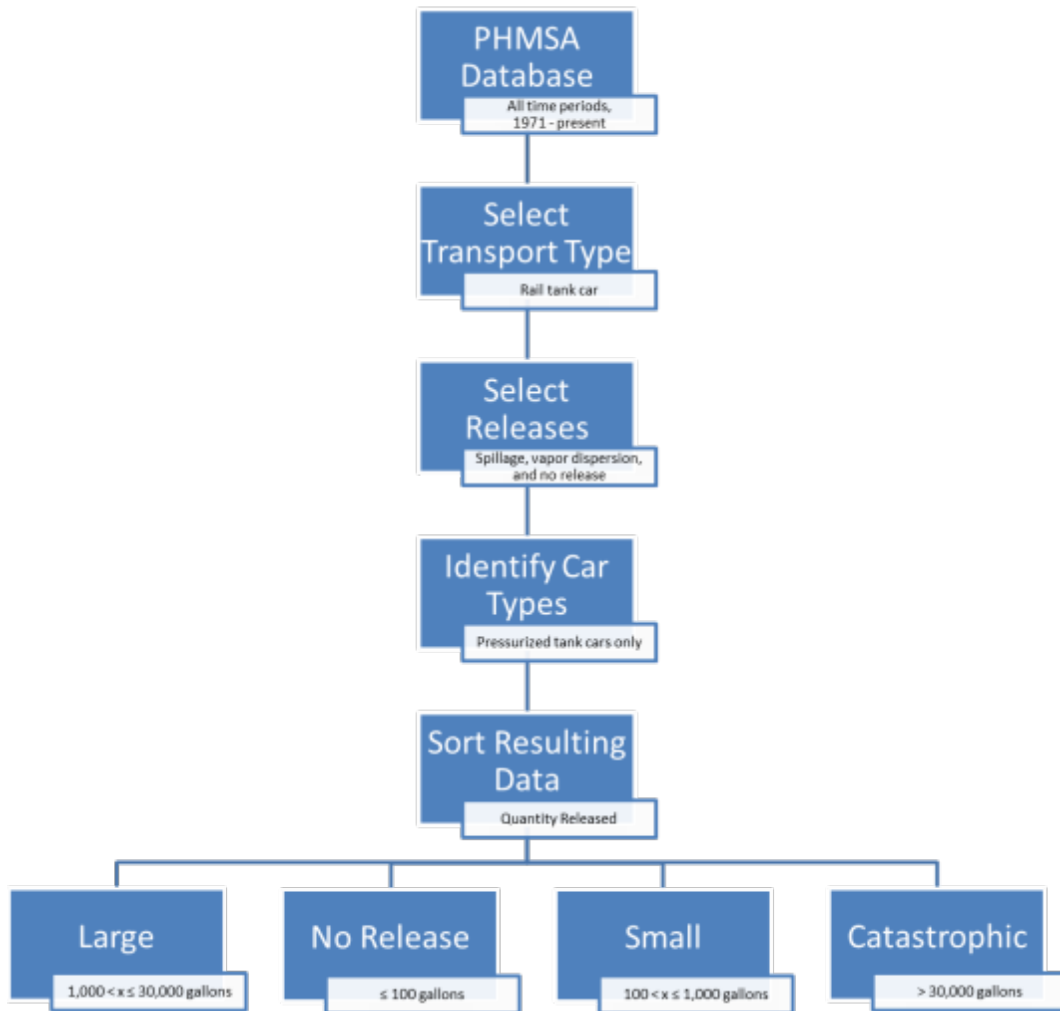 PHMSA
Database
All time periods,
1971 - present
Select
Transport Type
Rail tank car
Select
Releases
Spillage, vapor dispersion,
and no release
Identify Car
Types
Pressurized tank cars only
Sort Resulting
Data
Quantity Released
Large
1,000 < x ≤ 30,000 gallons
No Release
≤ 100 gallons
Small
100 < x ≤ 1,000 gallons
Catastrophic
> 30,000 gallons